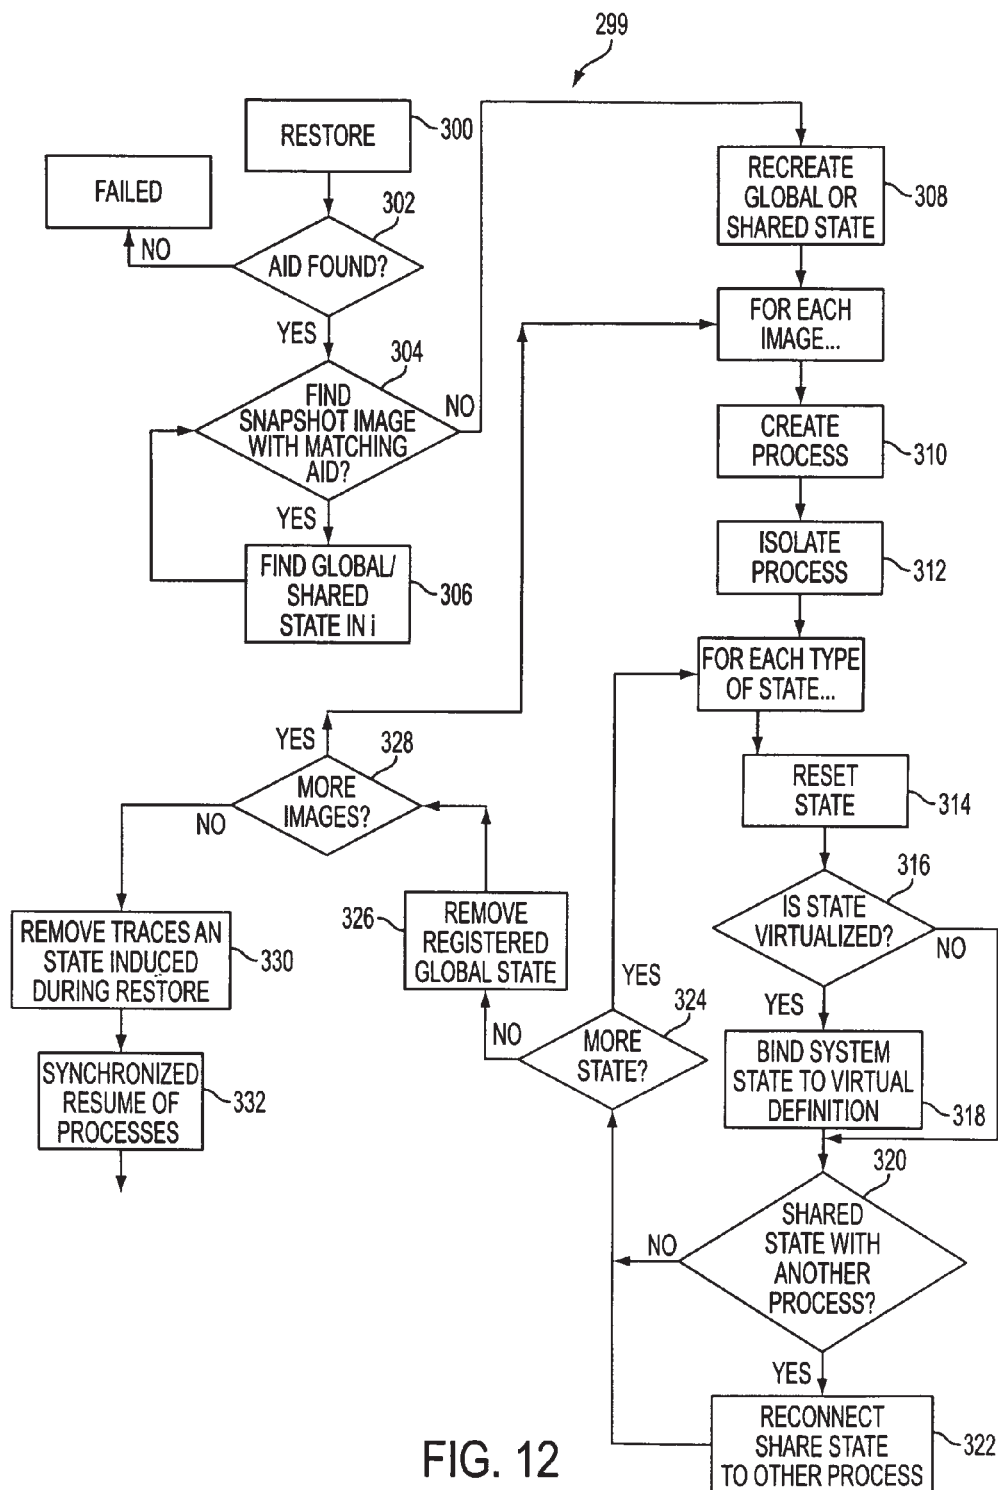 299
RESTORE
300
FAILED
302
NO
AID FOUND?
YES
304
FIND
SNAPSHOT IMAGE
WITH MATCHING
AID?
NO
YES
FIND GLOBAL/
SHARED
STATE IN i
306
RECREATE
GLOBAL OR
SHARED STATE
308
FOR EACH
IMAGE...
CREATE
PROCESS
310
ISOLATE
PROCESS
312
FOR EACH TYPE
OF STATE...
RESET
STATE
314
316
IS STATE
VIRTUALIZED?
NO
YES
BIND SYSTEM
STATE TO VIRTUAL
DEFINITION
318
320
SHARED
STATE WITH
ANOTHER
PROCESS?
NO
YES
RECONNECT
SHARE STATE
TO OTHER PROCESS
322
324
MORE
STATE?
YES
NO
326
REMOVE
REGISTERED
GLOBAL STATE
328
MORE
IMAGES?
YES
NO
REMOVE TRACES AN
STATE INDUCED
DURING RESTORE
330
SYNCHRONIZED
RESUME OF
PROCESSES
332
FIG. 12